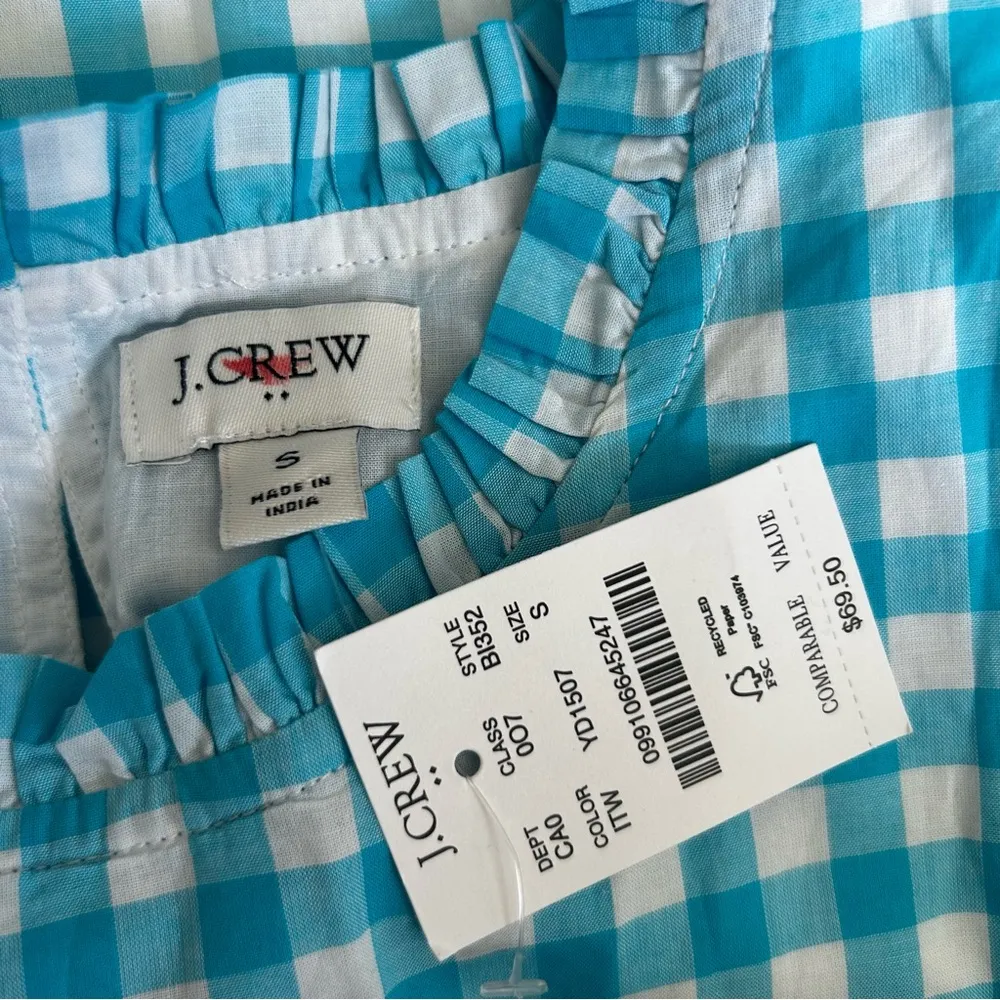 J.CREW
S
MADE IN
INDIA
J.CREW
STYLE
BI352
SIZE
S
CLASS
007
YD1507
DEPT
CA0
COLOR
ITW
099106645247
RECYCLED
Paper
FSC® C103974
FSC
COMPARABLE VALUE
$69.50